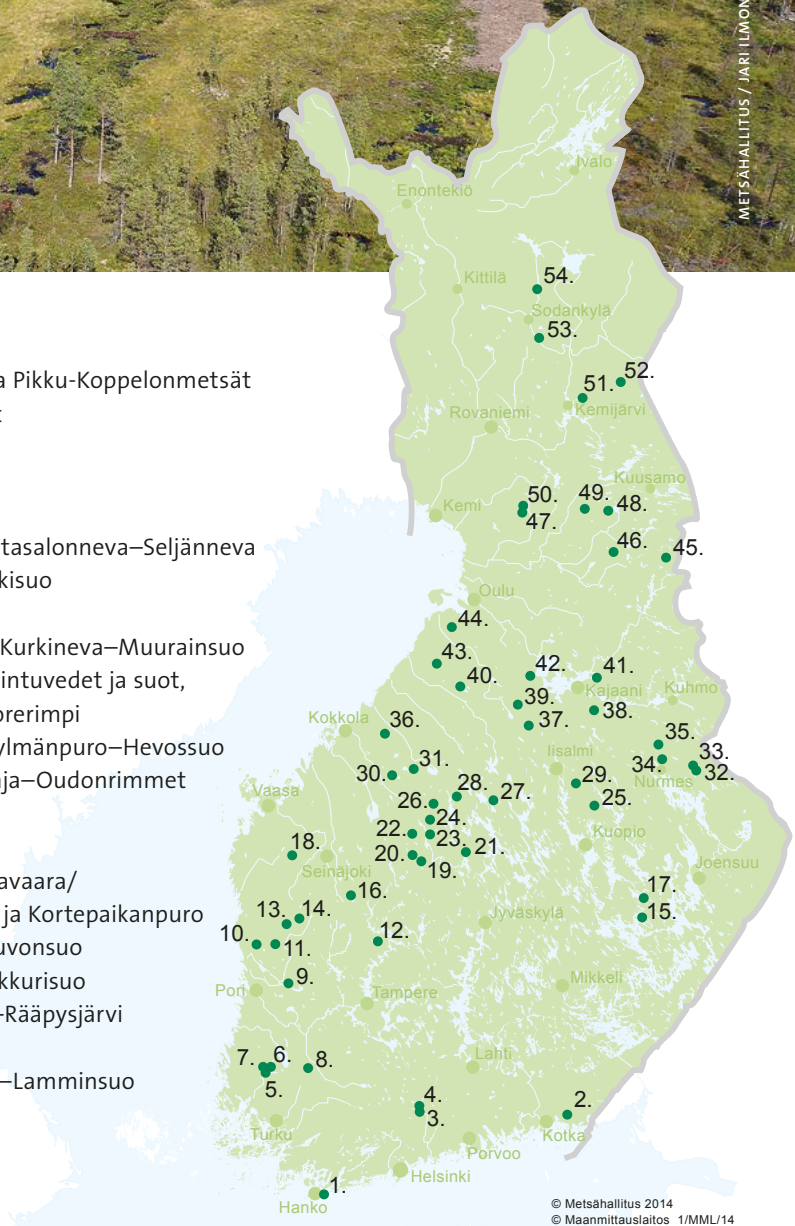 METSÄHALLITUS / JARI ILMON
a Pikku-Koppelonmetsät
tasalonneva–Seljänneva
kisuo
Kurkineva–Muurainsuo
intuvedet ja suot,
orerimpi
ylmänpuro–Hevossuo
ja–Oudonrimmet
avaara/
ja Kortepaikanpuro
uvonsuo
kkurisuo
-Rääpysjärvi
–Lamminsuo
Ivalo
Enontekiö
Kittilä
54.
Sodankylä
53.
52.
51.
Kemijärvi
Rovaniemi
Kuusamo
50.
49.
48.
Kemi
47.
46.
45.
Oulu
44.
43.
42.
41.
40.
Kajaani
Kuhmo
39.
38.
37.
36.
Kokkola
35.
34.
33.
32.
Nurmes
31.
30.
Iisalmi
29.
28.
27.
26.
25.
Vaasa
24.
23.
22.
21.
20.
19.
Kuopio
18.
Seinäjoki
Joensuu
17.
16.
15.
14.
13.
12.
Jyväskylä
11.
10.
9.
Mikkeli
Pori
Tampere
8.
7.
6.
5.
Lahti
4.
3.
2.
Turku
Kotka
Porvoo
Helsinki
1.
Hanko
© Metsähallitus 2014
© Maanmittauslaitos 1/MML/14